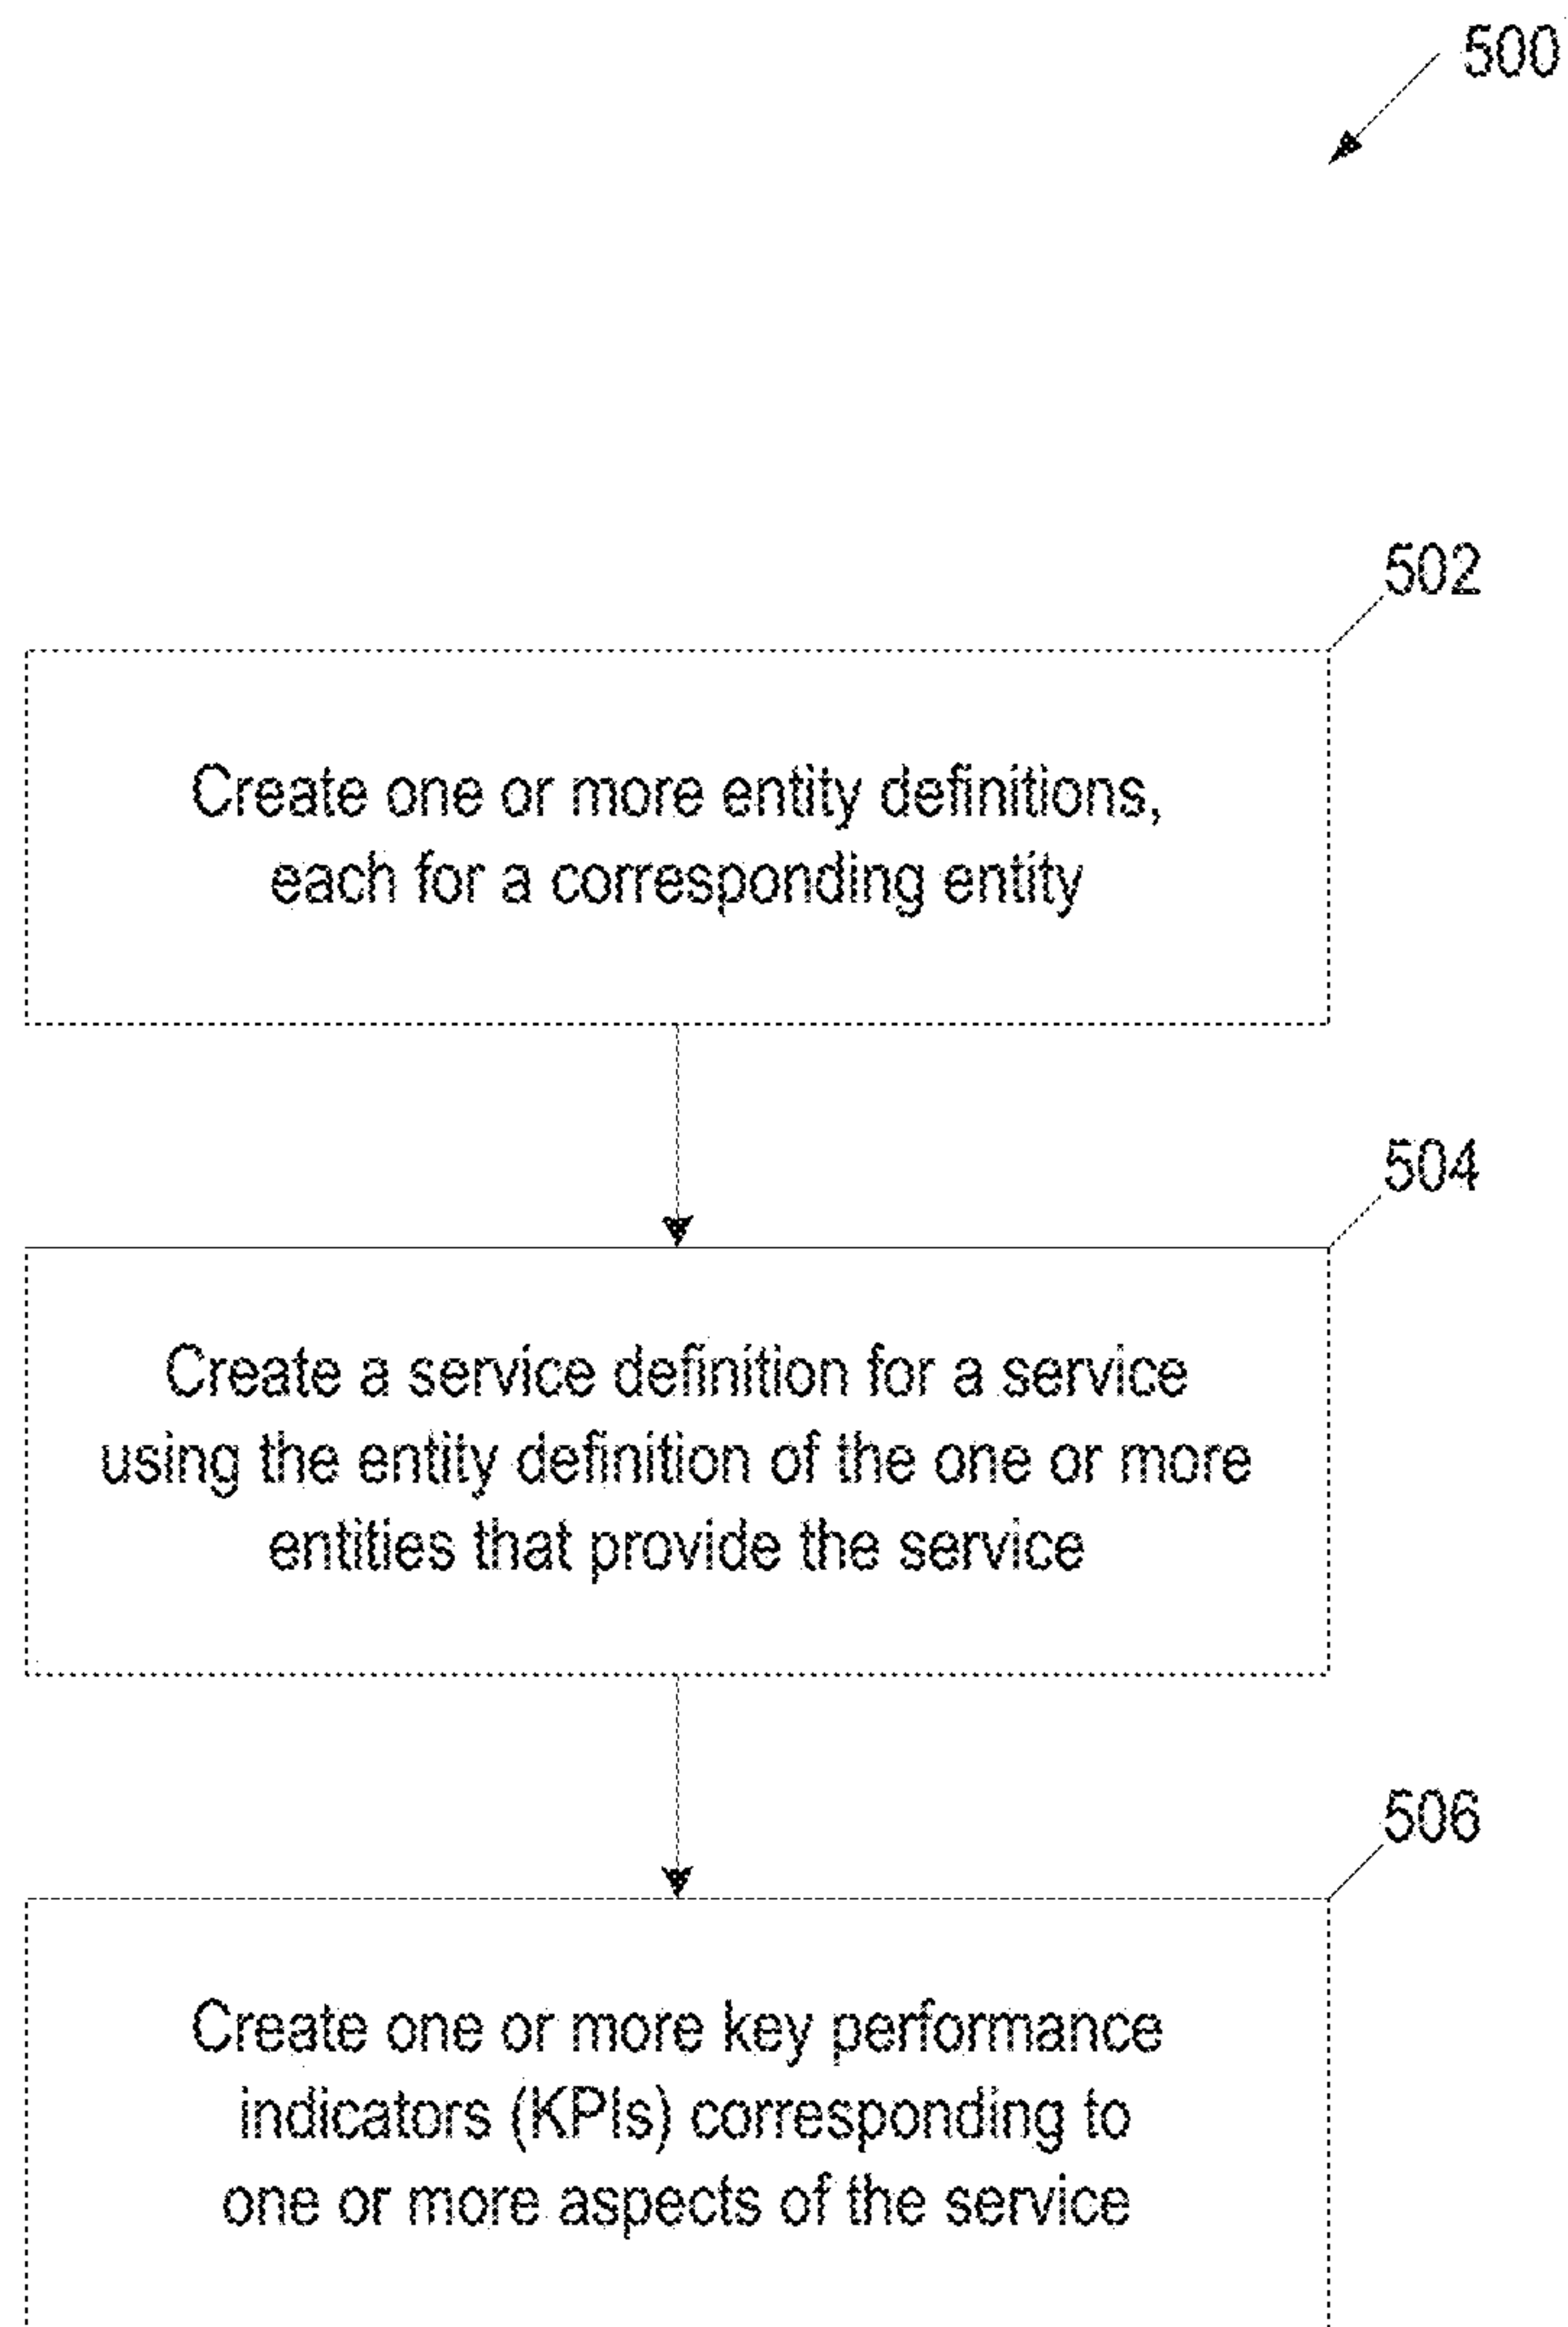 500
502
Create one or more entity definitions,
each for a corresponding entity
504
Create a service definition for a service
using the entity definition of the one or more
entities that provide the service
506
Create one or more key performance
indicators (KPIs) corresponding to
one or more aspects of the service